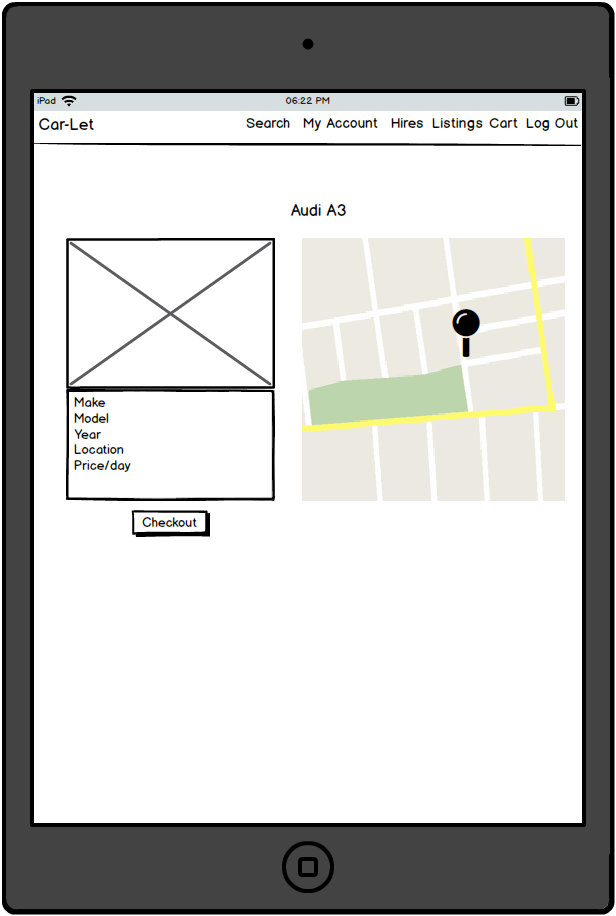 iPad 06:22 PM
Car-Let Search My Account Hires Listings Cart Log Out
Audi A3
Make
Model
Year
Location
Price/day
Checkout